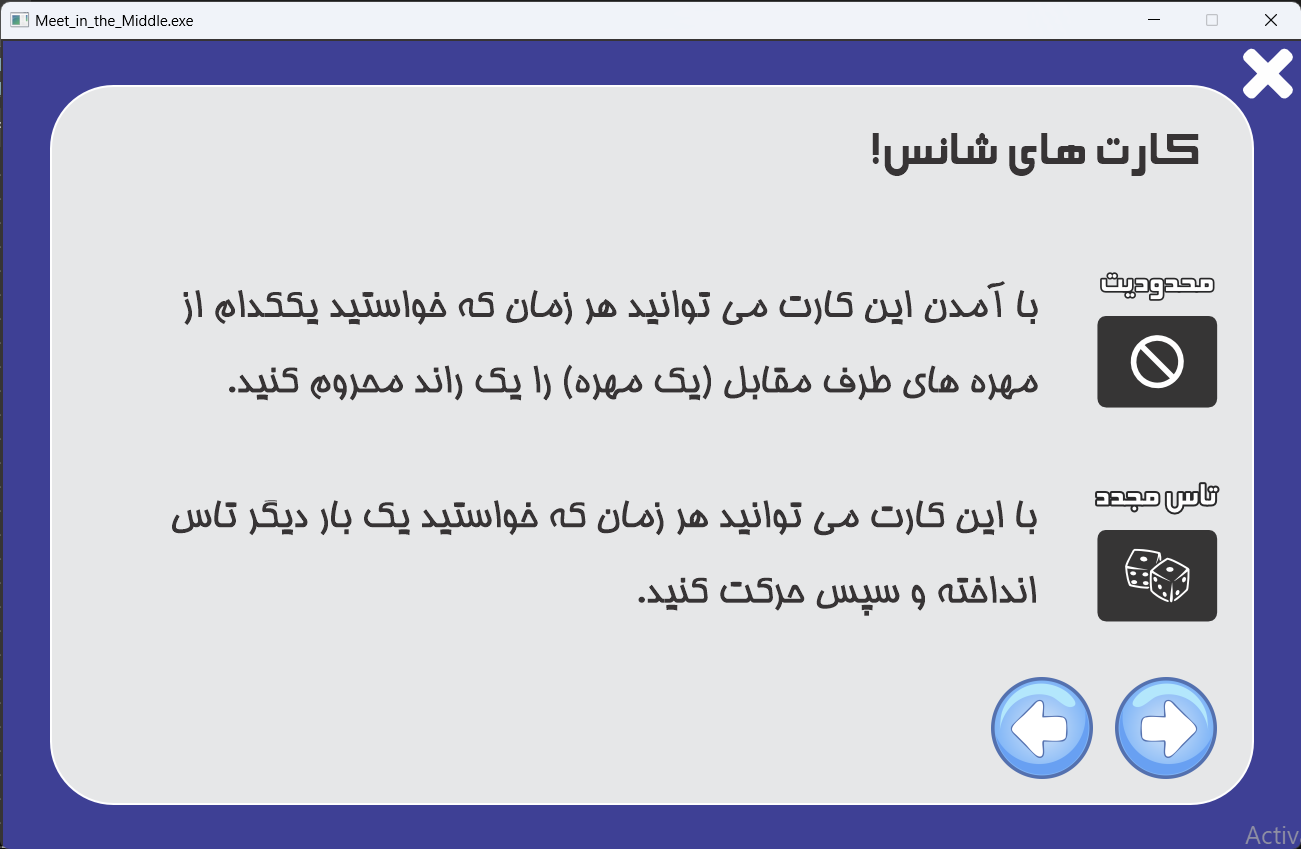 Meet_in_the_Middle.exe
کارت های شانس!
محدودیت
با آمدن این کارت می توانید هر زمان که خواستید یککدام از
مهره های طرف مقابل (یک مهره) را یک راند محروم کنید.
تاس مجدد
با این کارت می توانید هر زمان که خواستید یک بار دیگر تاس
انداخته و سپس حرکت کنید.
Activ